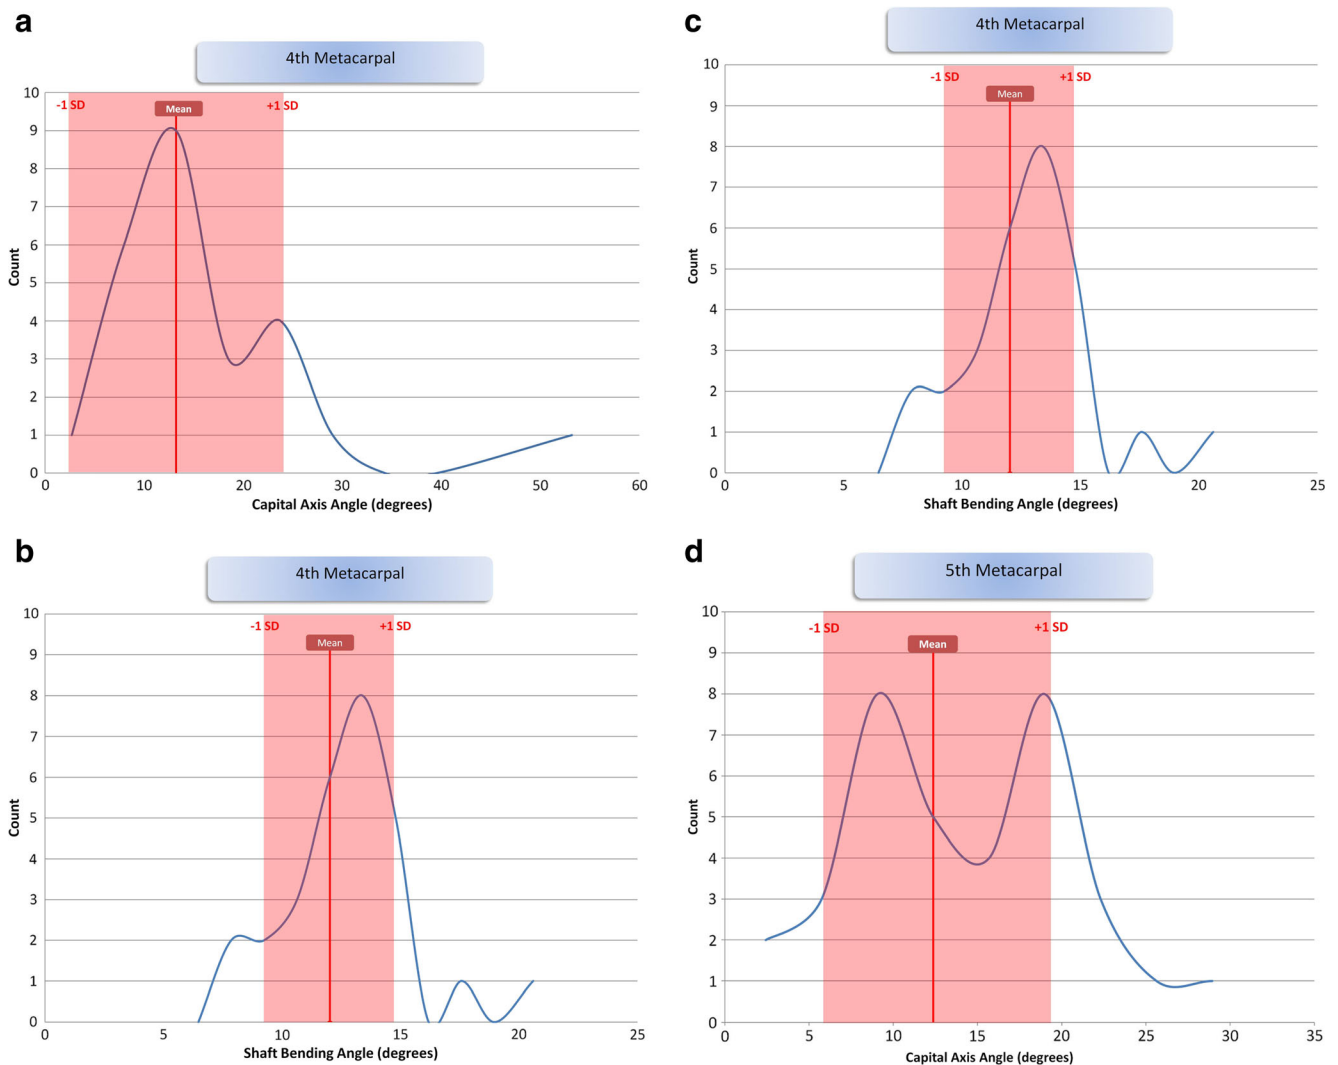 a
4th Metacarpal
-1 SD
Mean
+1 SD
10
9
8
7
6
5
4
3
2
1
0
Count
0 10 20 30 40 50 60
Capital Axis Angle (degrees)
b
4th Metacarpal
-1 SD
Mean
+1 SD
10
9
8
7
6
5
4
3
2
1
0
Count
0 5 10 15 20 25
Shaft Bending Angle (degrees)
c
4th Metacarpal
-1 SD
Mean
+1 SD
10
9
8
7
6
5
4
3
2
1
0
Count
0 5 10 15 20 25
Shaft Bending Angle (degrees)
d
5th Metacarpal
-1 SD
Mean
+1 SD
10
9
8
7
6
5
4
3
2
1
0
Count
0 5 10 15 20 25 30 35
Capital Axis Angle (degrees)